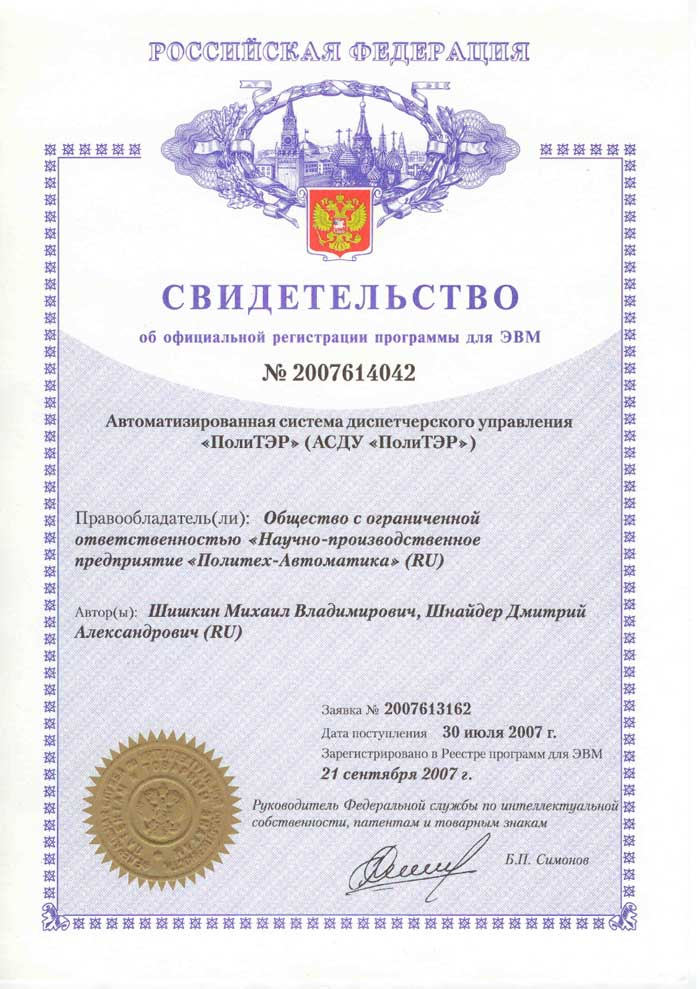 РОССИЙСКАЯ ФЕДЕРАЦИЯ
СВИДЕТЕЛЬСТВО
об официальной регистрации программы для ЭВМ
№ 2007614042
Автоматизированная система диспетчерского управления
«ПолиТЭР» (АСДУ «ПолиТЭР»)
Правообладатель(ли): Общество с ограниченной
ответственностью «Научно-производственное
предприятие «Политех-Автоматика» (RU)
Автор(ы): Шишкин Михаил Владимирович, Шнайдер Дмитрий
Александрович (RU)
Заявка № 2007613162
Дата поступления 30 июля 2007 г.
Зарегистрировано в Реестре программ для ЭВМ
21 сентября 2007 г.
Руководитель Федеральной службы по интеллектуальной
собственности, патентам и товарным знакам
Б.П. Симонов